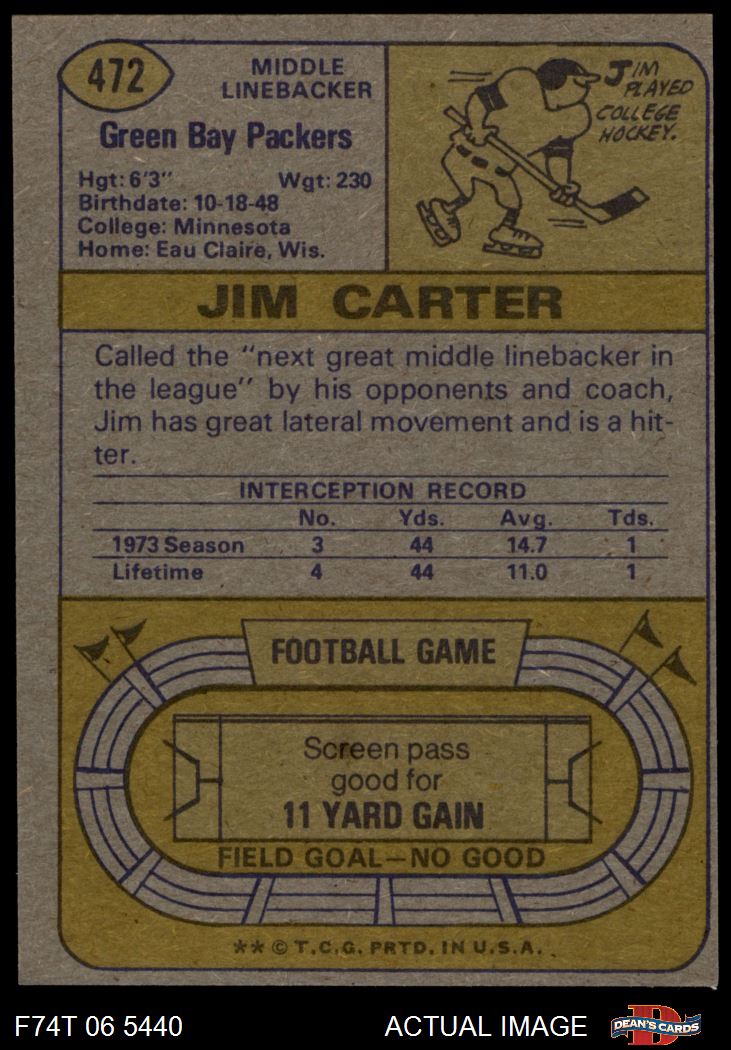 472
MIDDLE
LINEBACKER
Green Bay Packers
Hgt: 6'3" Wgt: 230
Birthdate: 10-18-48
College: Minnesota
Home: Eau Claire, Wis.
JIM
PLAYED
COLLEGE
HOCKEY.
JIM CARTER
Called the "next great middle linebacker in
the league" by his opponents and coach,
Jim has great lateral movement and is a hit-
ter.
INTERCEPTION RECORD
No. Yds. Avg. Tds.
1973 Season 3 44 14.7 1
Lifetime 4 44 11.0 1
FOOTBALL GAME
Screen pass
good for
11 YARD GAIN
FIELD GOAL—NO GOOD
** © T.C.G. PRTD. IN U.S.A.
F74T 06 5440 ACTUAL IMAGE
D
DEAN'S CARDS